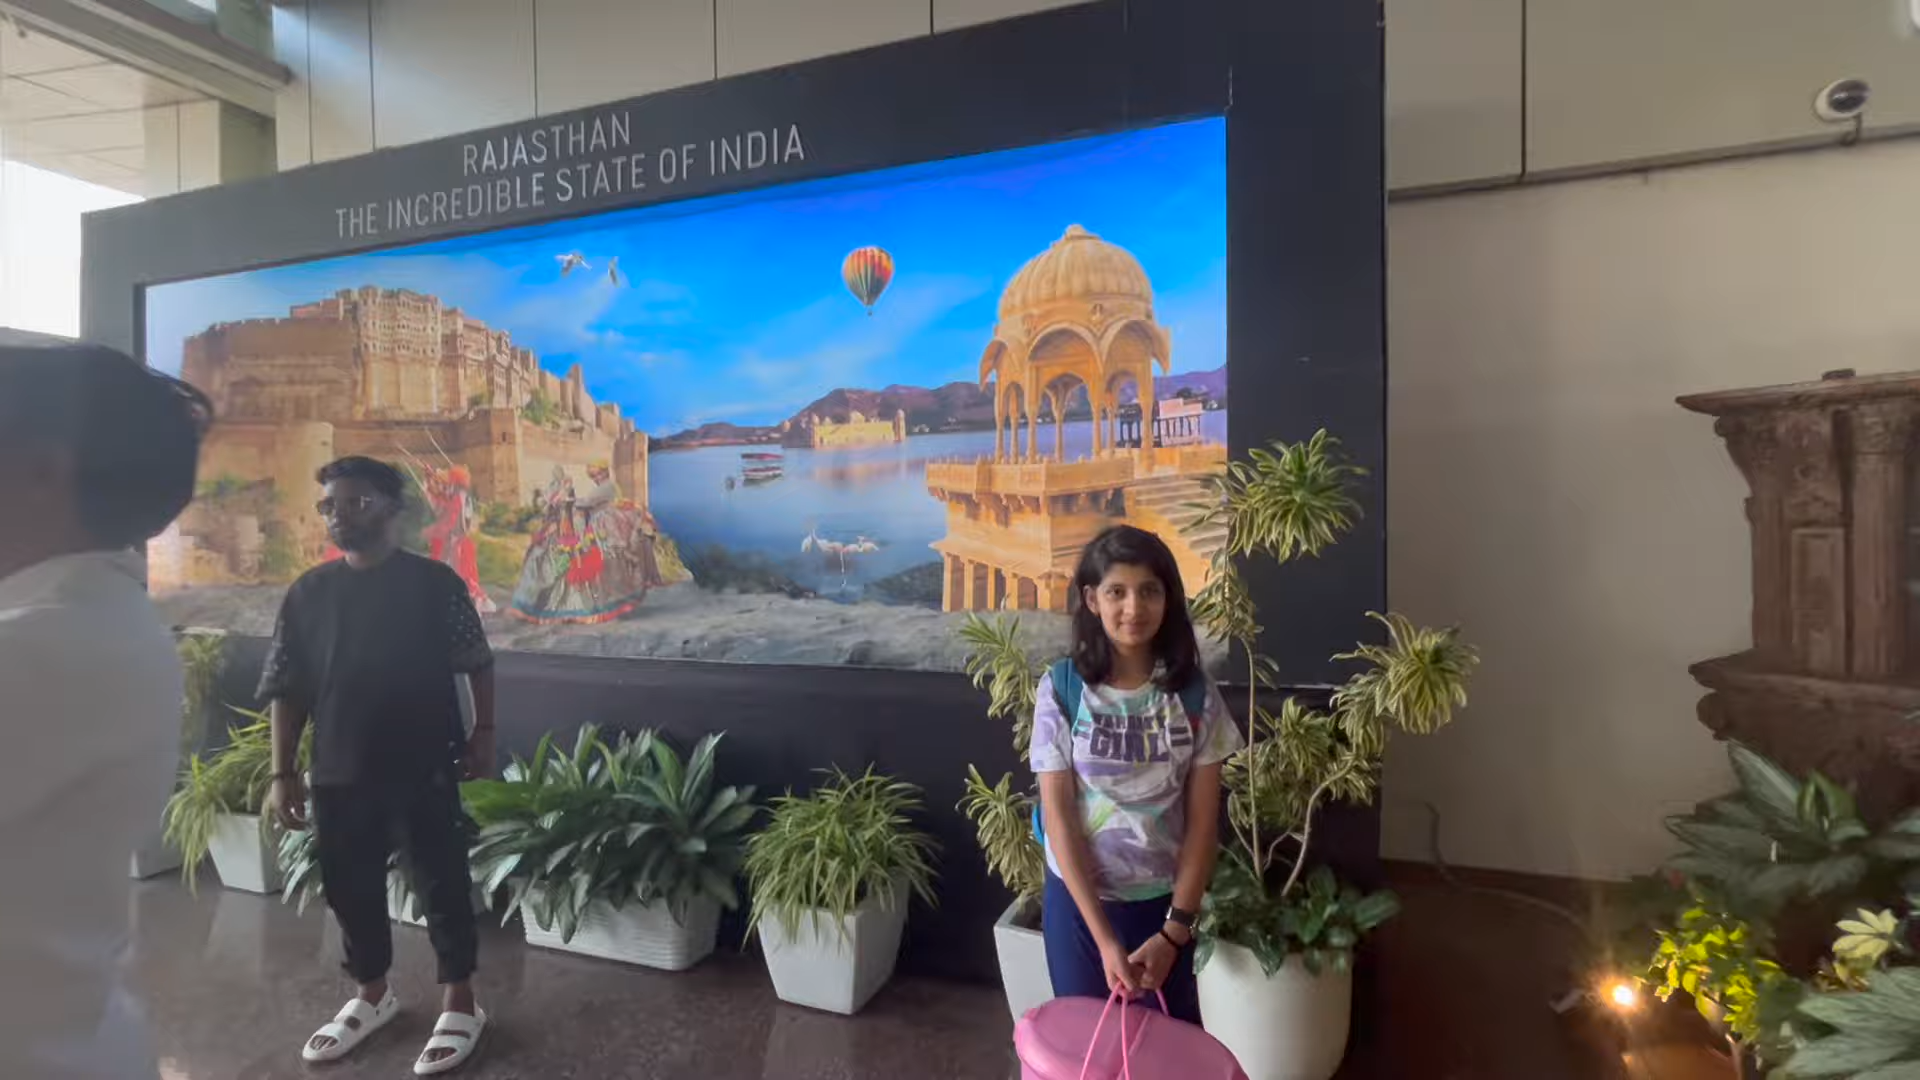 RAJASTHAN
THE INCREDIBLE STATE OF INDIA
GIRL